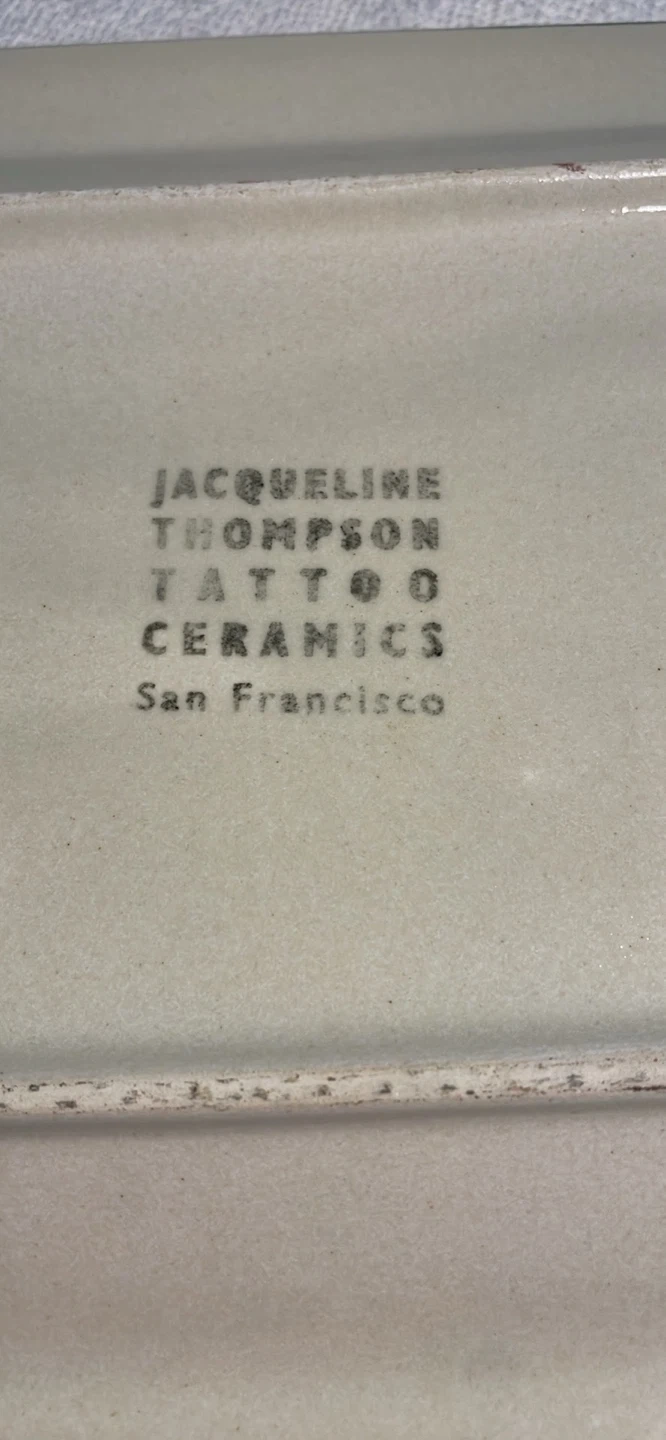 JACQUELINE
THOMPSON
TATTOO
CERAMICS
San Francisco